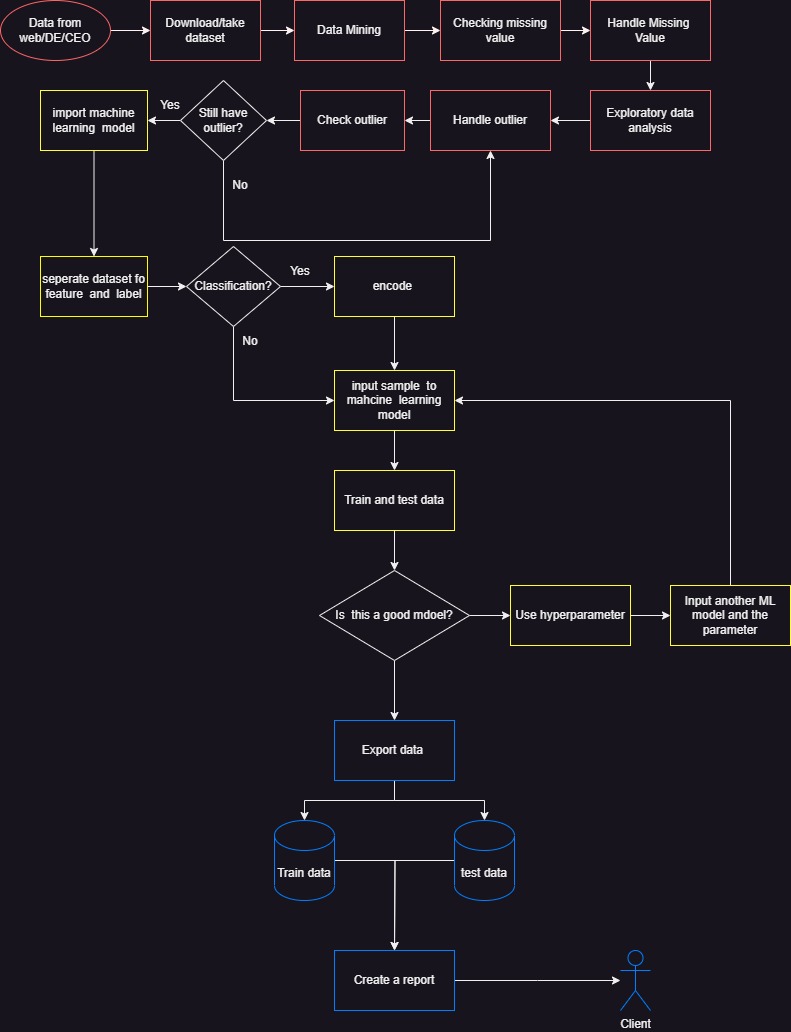 Data from
web/DE/CEO
Download/take
dataset
Data Mining
Checking missing
value
Handle Missing
Value
import machine
learning model
Yes
Still have
outlier?
Check outlier
Handle outlier
Exploratory data
analysis
No
seperate dataset fo
feature and label
Classification?
Yes
encode
No
input sample to
mahcine learning
model
Train and test data
Is this a good mdoel?
Use hyperparameter
Input another ML
model and the
parameter
Export data
Train data
test data
Create a report
Client